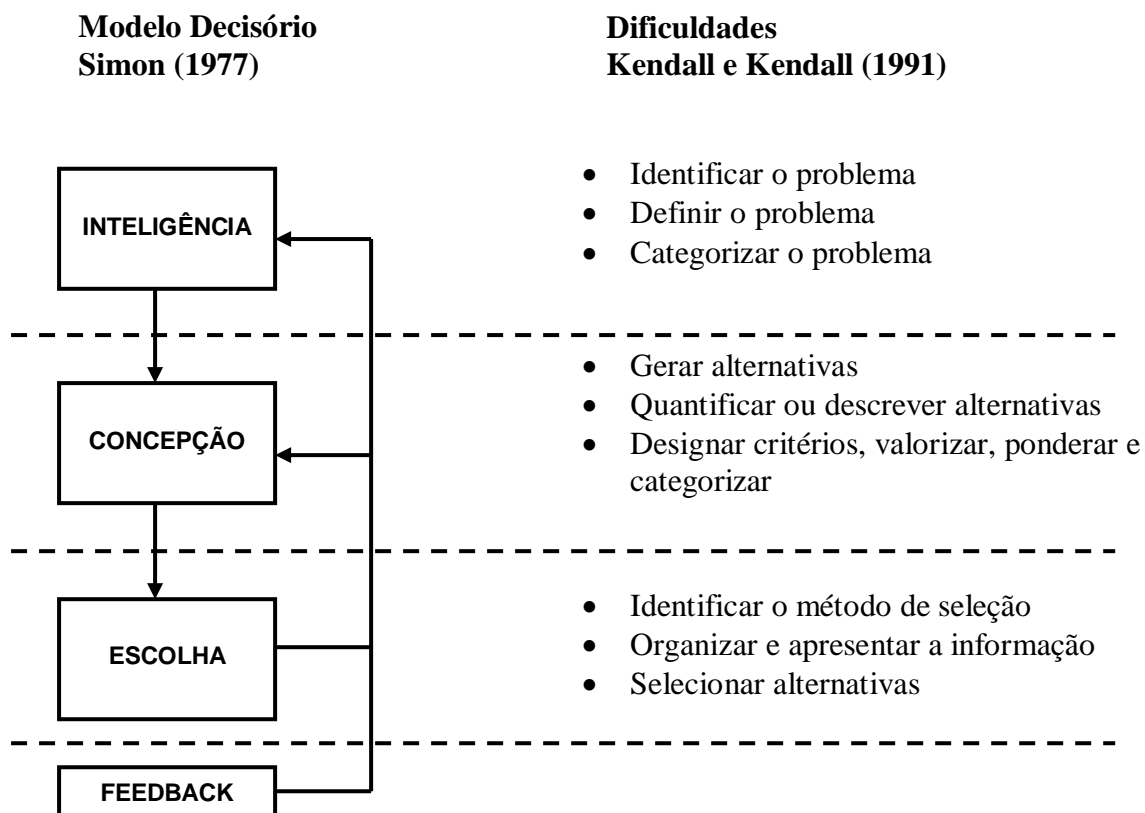 Modelo Decisório
Simon (1977)
Dificuldades
Kendall e Kendall (1991)
INTELIGÊNCIA
• Identificar o problema
• Definir o problema
• Categorizar o problema
CONCEPÇÃO
• Gerar alternativas
• Quantificar ou descrever alternativas
• Designar critérios, valorizar, ponderar e
categorizar
ESCOLHA
• Identificar o método de seleção
• Organizar e apresentar a informação
• Selecionar alternativas
FEEDBACK